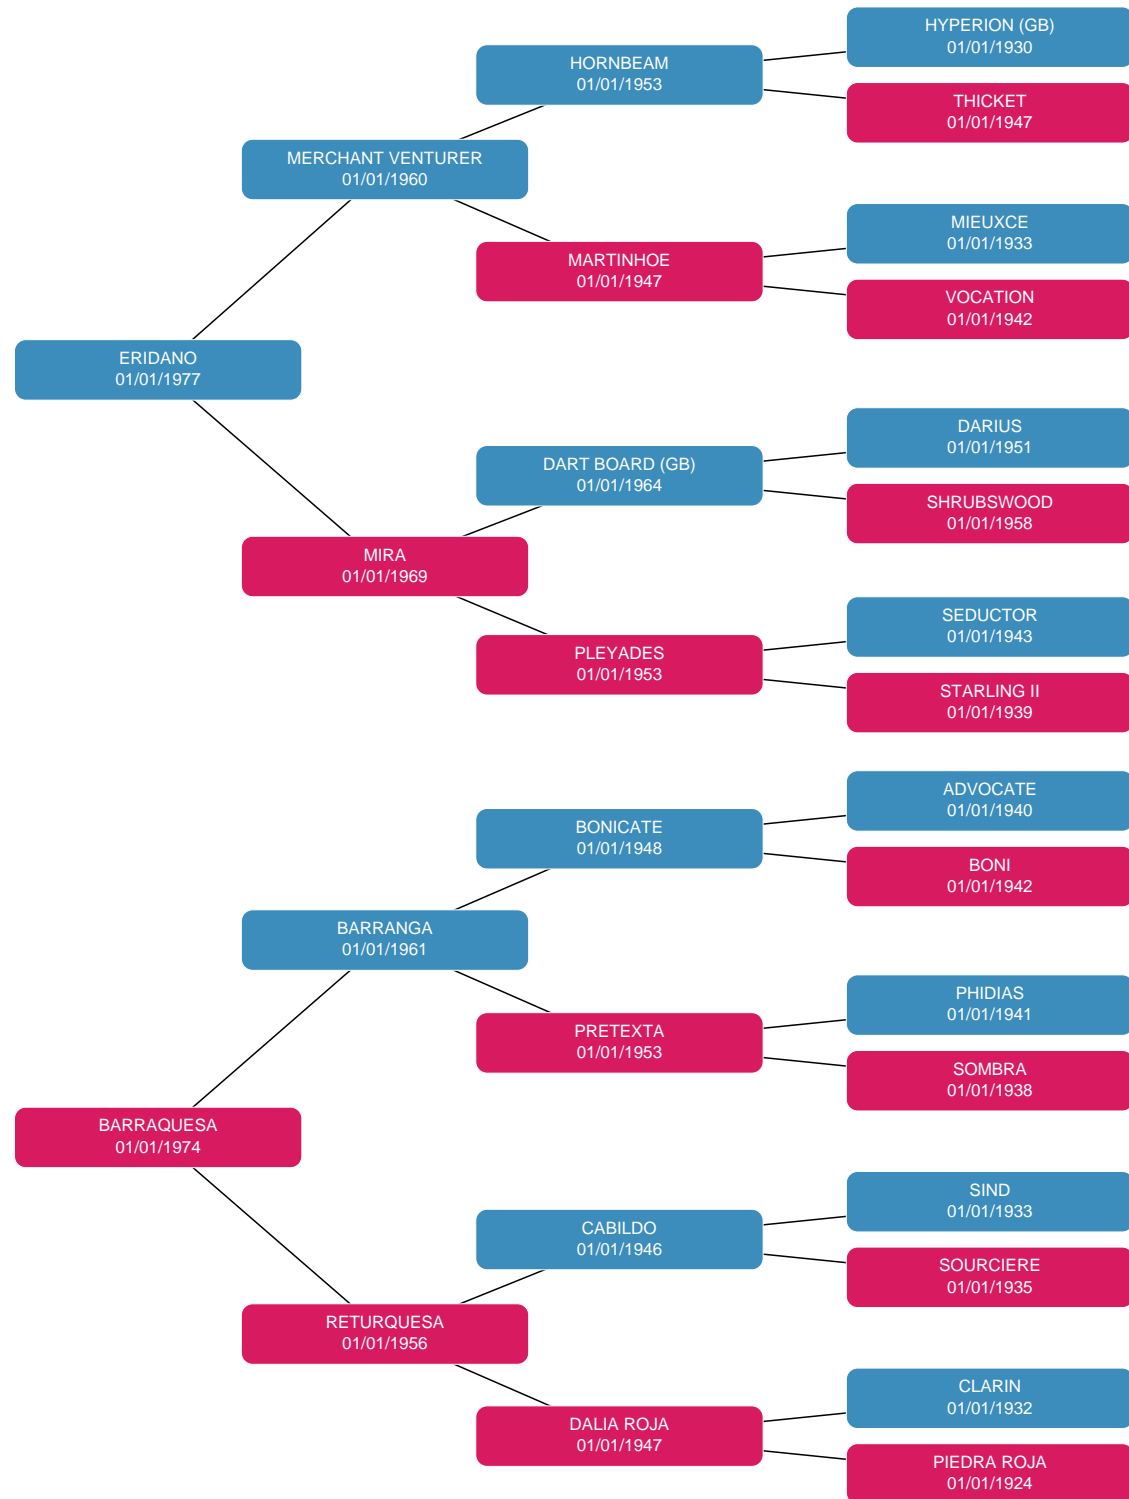 HYPERION (GB)
01/01/1930
HORNBEAM
01/01/1953
THICKET
01/01/1947
MERCHANT VENTURER
01/01/1960
MIEUXCE
01/01/1933
MARTINHOE
01/01/1947
VOCATION
01/01/1942
ERIDANO
01/01/1977
DARIUS
01/01/1951
DART BOARD (GB)
01/01/1964
SHRUBSWOOD
01/01/1958
MIRA
01/01/1969
SEDUCTOR
01/01/1943
PLEYADES
01/01/1953
STARLING II
01/01/1939
ADVOCATE
01/01/1940
BONICATE
01/01/1948
BONI
01/01/1942
BARRANGA
01/01/1961
PHIDIAS
01/01/1941
PRETEXTA
01/01/1953
SOMBRA
01/01/1938
BARRAQUESA
01/01/1974
SIND
01/01/1933
CABILDO
01/01/1946
SOURCIERE
01/01/1935
RETURQUESA
01/01/1956
CLARIN
01/01/1932
DALIA ROJA
01/01/1947
PIEDRA ROJA
01/01/1924